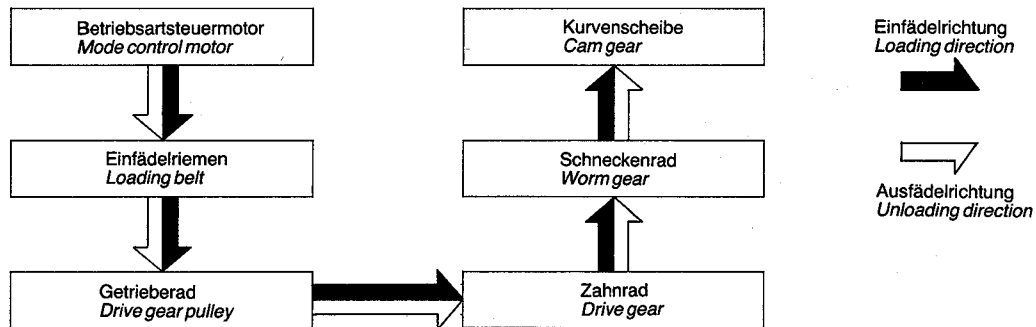 Betriebsartsteuermotor
Mode control motor
Einfädelriemen
Loading belt
Getrieberad
Drive gear pulley
Kurvenscheibe
Cam gear
Schneckenrad
Worm gear
Zahnrad
Drive gear
Einfädelrichtung
Loading direction
Ausfädelrichtung
Unloading direction